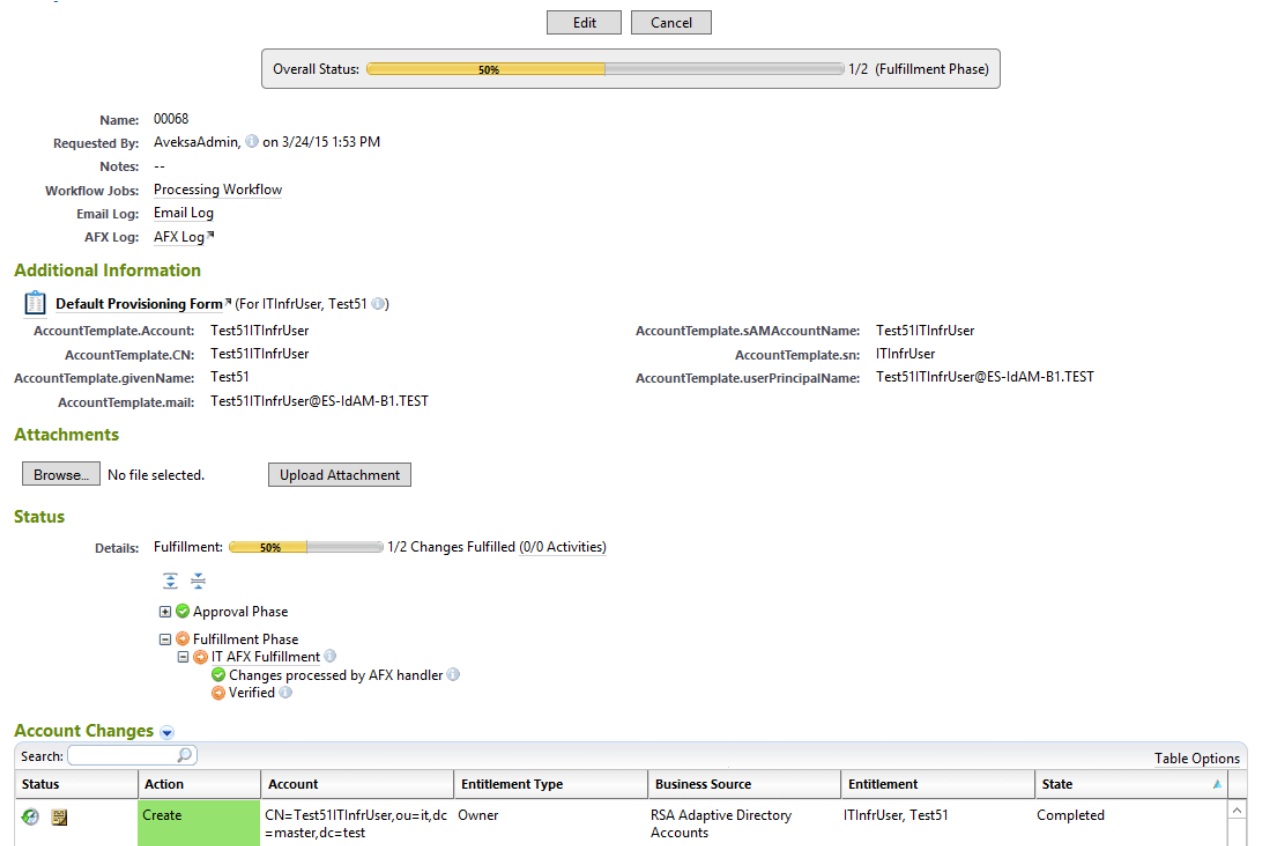 Edit Cancel
Overall Status: 50% 1/2 (Fulfillment Phase)
Name: 00068
Requested By: AveksaAdmin, on 3/24/15 1:53 PM
Notes: --
Workflow Jobs: Processing Workflow
Email Log: Email Log
AFX Log: AFX Log
Additional Information
Default Provisioning Form (For ITInfrUser, Test51 )
AccountTemplate.Account: Test51ITInfrUser AccountTemplate.sAMAccountName: Test51ITInfrUser
AccountTemplate.CN: Test51ITInfrUser AccountTemplate.sn: ITInfrUser
AccountTemplate.givenName: Test51 AccountTemplate.userPrincipalName: Test51ITInfrUser@ES-IdAM-B1.TEST
AccountTemplate.mail: Test51ITInfrUser@ES-IdAM-B1.TEST
Attachments
Browse... No file selected. Upload Attachment
Status
Details: Fulfillment: 50% 1/2 Changes Fulfilled (0/0 Activities)
Approval Phase
Fulfillment Phase
IT AFX Fulfillment
Changes processed by AFX handler
Verified
Account Changes
Search: Table Options
Status Action Account Entitlement Type Business Source Entitlement State
Create CN=Test51ITInfrUser,ou=it,dc Owner RSA Adaptive Directory ITInfrUser, Test51 Completed
=master,dc=test Accounts